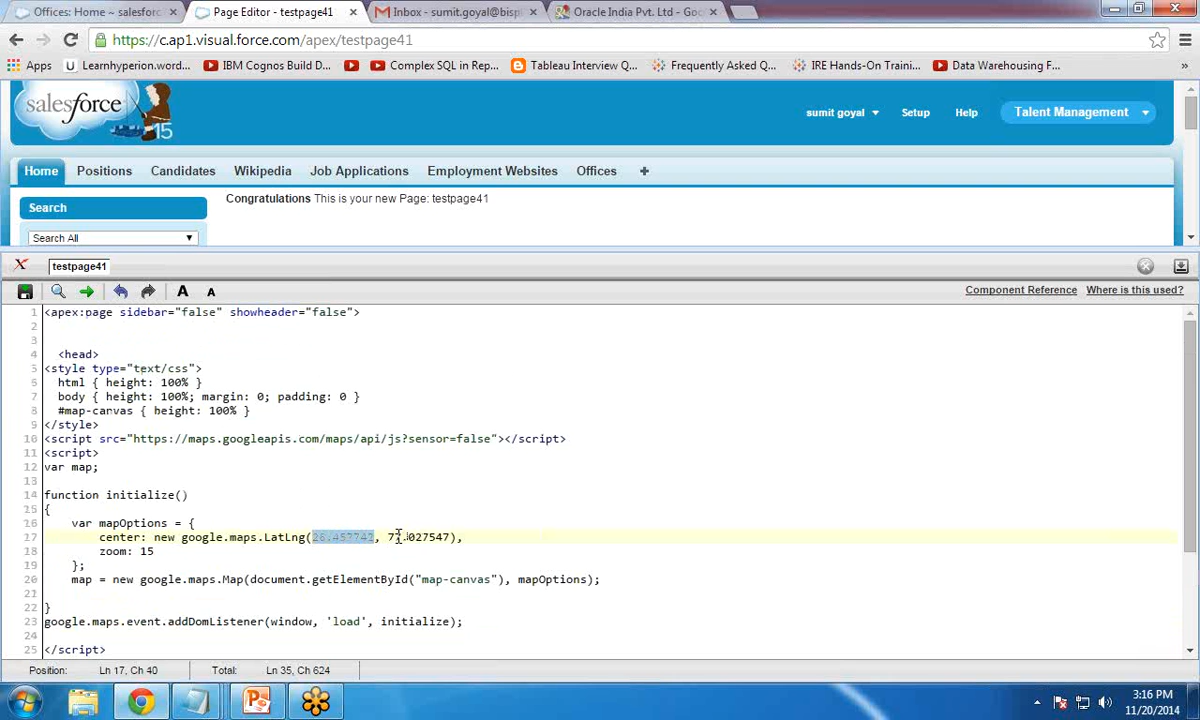 Offices: Home ~ salesforce
Page Editor - testpage41
Inbox - sumit.goyal@bisp
Oracle India Pvt. Ltd - Goo
https://c.ap1.visual.force.com/apex/testpage41
Apps
Learnhyperion.word...
IBM Cognos Build D...
Complex SQL in Rep...
Tableau Interview Q...
Frequently Asked Q...
IRE Hands-On Traini...
Data Warehousing F...
»
salesforce
15
sumit goyal
Setup
Help
Talent Management
Home
Positions
Candidates
Wikipedia
Job Applications
Employment Websites
Offices
+
Search
Search All
Congratulations This is your new Page: testpage41
testpage41
A
A
Component Reference
Where is this used?
1 <apex:page sidebar="false" showheader="false">
2
3
4 <head>
5 <style type="text/css">
6 html { height: 100% }
7 body { height: 100%; margin: 0; padding: 0 }
8 #map-canvas { height: 100% }
9 </style>
10 <script src="https://maps.googleapis.com/maps/api/js?sensor=false"></script>
11 <script>
12 var map;
13
14 function initialize()
15 {
16 var mapOptions = {
17 center: new google.maps.LatLng( 027547),
18 zoom: 15
19 };
20 map = new google.maps.Map(document.getElementById("map-canvas"), mapOptions);
21
22 }
23 google.maps.event.addDomListener(window, 'load', initialize);
24
25 </script>
Position: Ln 17, Ch 40 Total: Ln 35, Ch 624
3:16 PM
11/20/2014